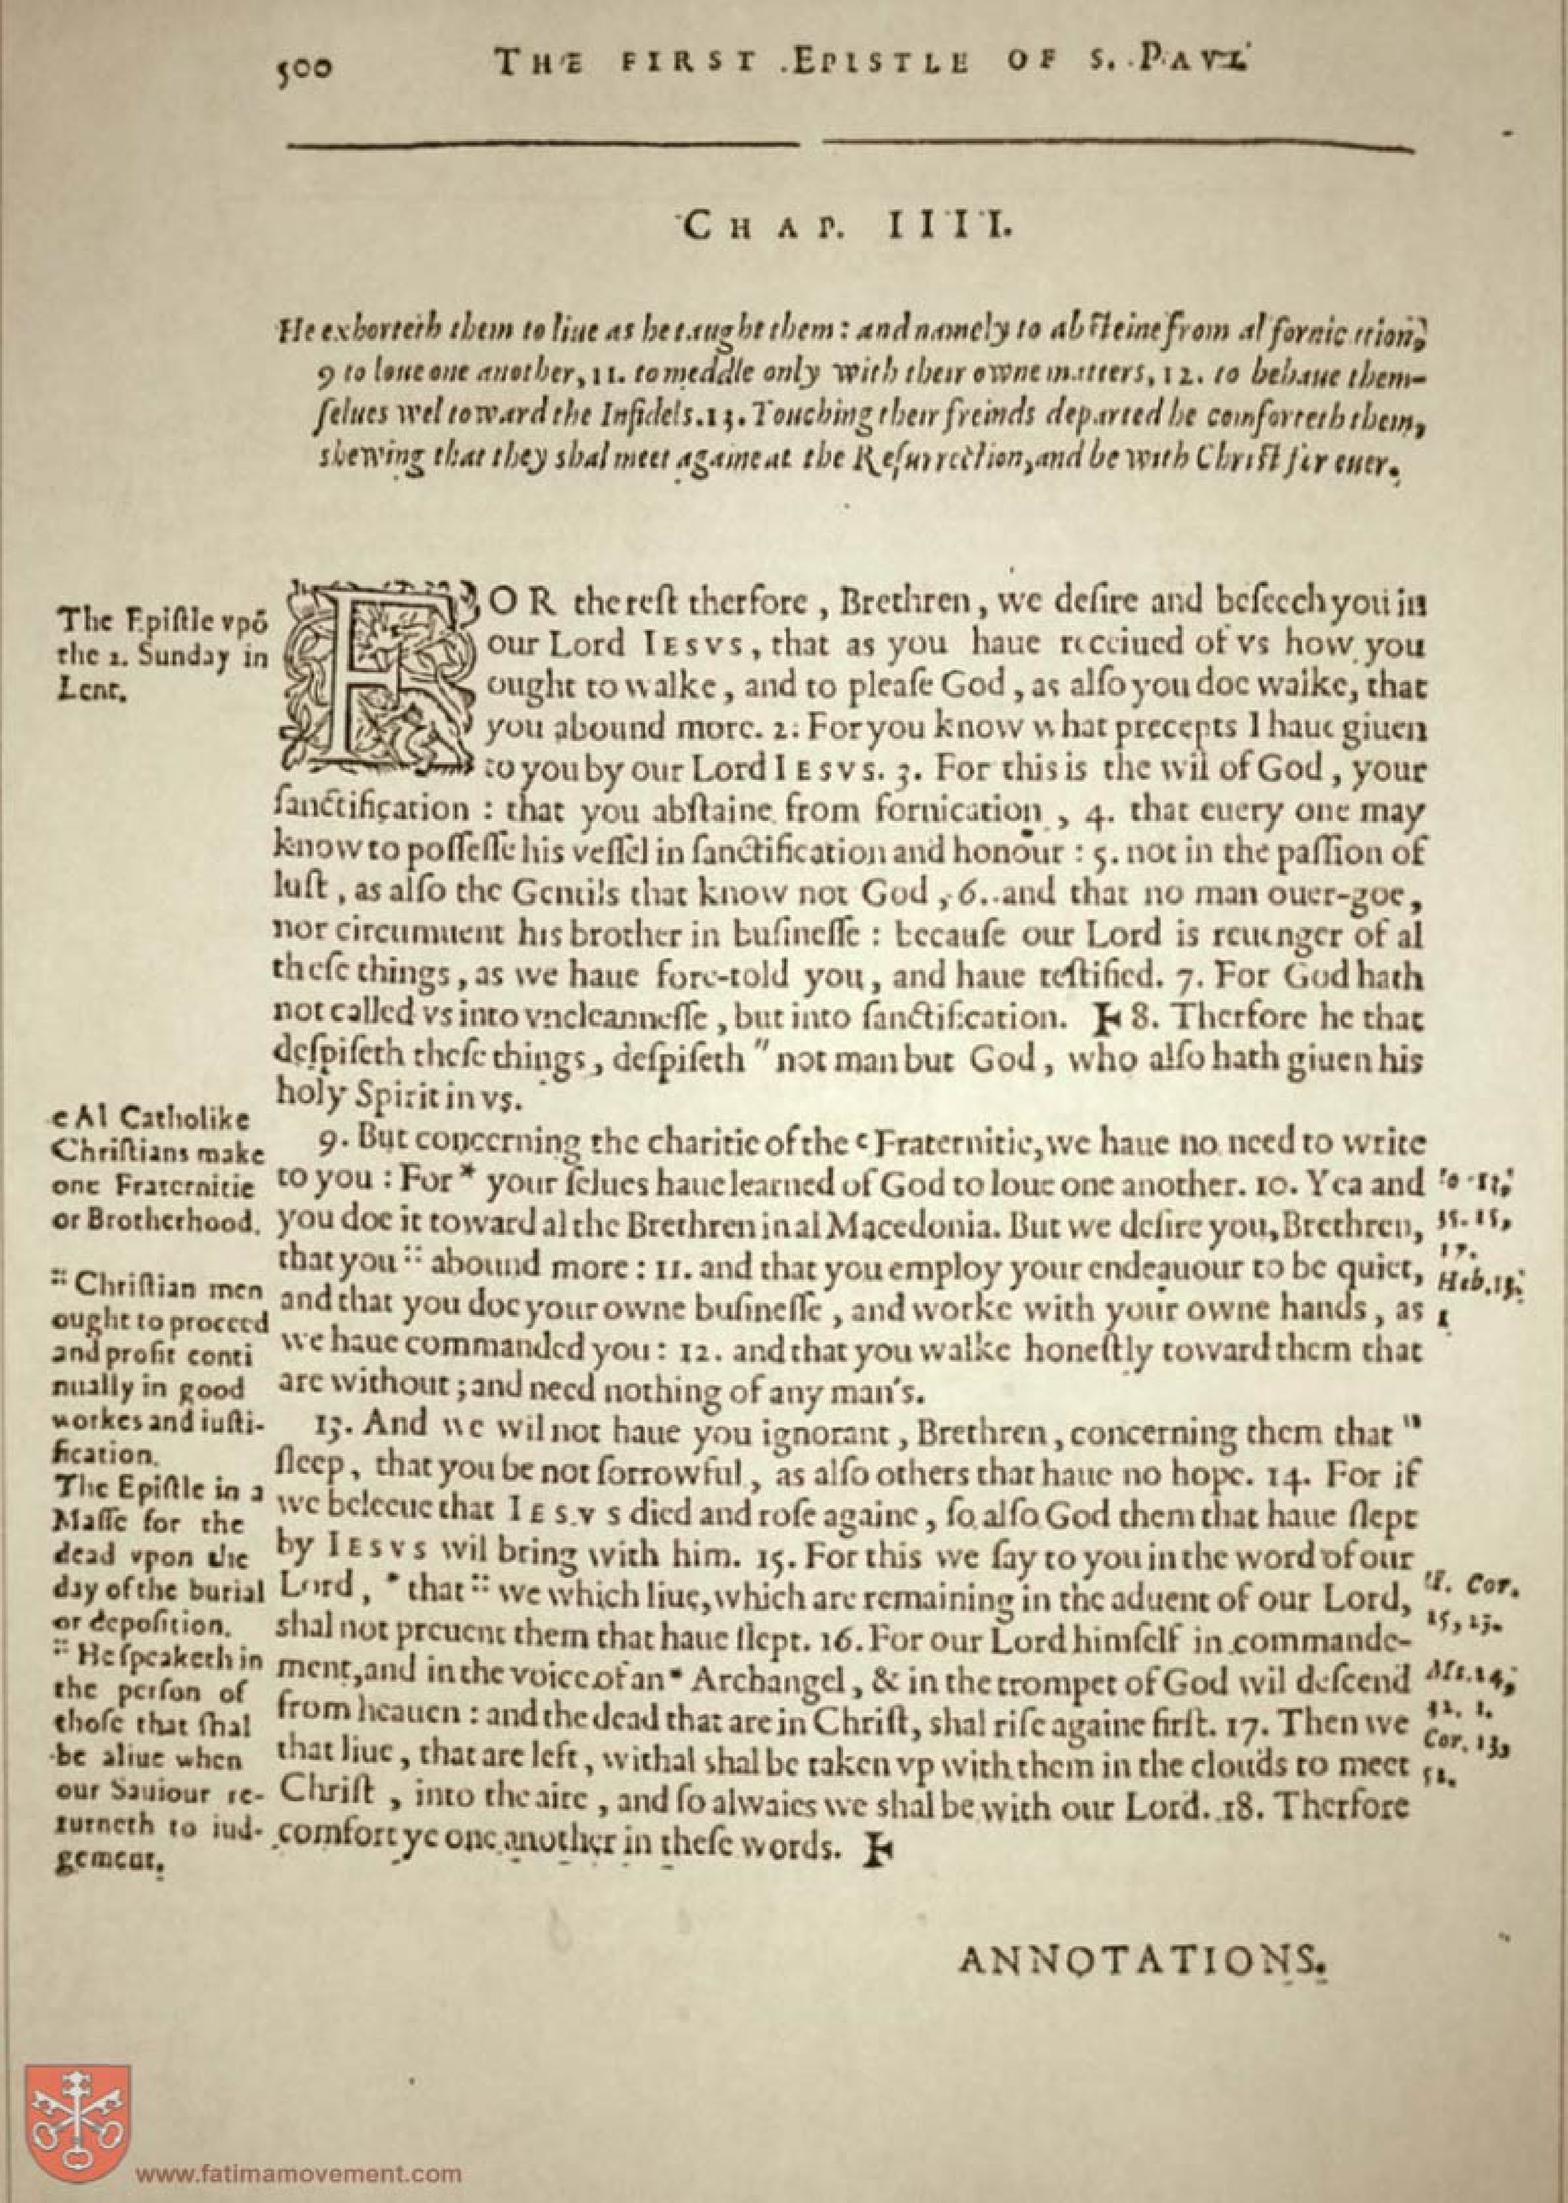 500 THE FIRST EPISTLE OF S. PAVL
CHAP. IIII.
He exhorteth them to liue as he taught them: and namely to absteine from al fornication,
9 to loue one another, 11. to meddle only with their owne matters, 12. to behaue them-
selues wel toward the Infidels. 13. Touching their freinds departed he comforteth them,
shewing that they shal meet againe at the Resurrection, and be with Christ for euer.
The Epistle vpō
the 2. Sunday in
Lent.
FOR the rest therfore, Brethren, we desire and beseech you in
our Lord IESVS, that as you haue receiued of vs how you
ought to walke, and to please God, as also you doe walke, that
you abound more. 2. For you know what precepts I haue giuen
to you by our Lord IESVS. 3. For this is the wil of God, your
sanctification: that you abstaine from fornication, 4. that euery one may
know to possesse his vessel in sanctification and honour: 5. not in the passion of
lust, as also the Gentils that know not God, 6. and that no man ouer-goe,
nor circumuent his brother in businesse: because our Lord is reuenger of al
these things, as we haue fore-told you, and haue testified. 7. For God hath
not called vs into vncleannesse, but into sanctification. 8. Therfore he that
despiseth these things, despiseth " not man but God, who also hath giuen his
holy Spirit in vs.
c Al Catholike
Christians make
one Fraternitie
or Brotherhood.
9. But concerning the charitie of the c Fraternitie, we haue no need to write
to you: For * your selues haue learned of God to loue one another. 10. Yea and
you doe it toward al the Brethren in al Macedonia. But we desire you, Brethren,
that you :: abound more: 11. and that you employ your endeauour to be quiet,
and that you doe your owne businesse, and worke with your owne hands, as
we haue commanded you: 12. and that you walke honestly toward them that
are without; and need nothing of any man's.
15. 15,
17.
Heb. 13,
1
:: Christian men
ought to proceed
and profit conti
nually in good
workes and iusti-
fication.
13. And we wil not haue you ignorant, Brethren, concerning them that "
sleep, that you be not sorrowful, as also others that haue no hope. 14. For if
we beleeue that IESVS died and rose againe, so also God them that haue slept
by IESVS wil bring with him. 15. For this we say to you in the word of our
Lord, * that :: we which liue, which are remaining in the aduent of our Lord,
shal not preuent them that haue slept. 16. For our Lord himself in commande-
ment, and in the voice of an * Archangel, & in the trompet of God wil descend
from heauen: and the dead that are in Christ, shal rise againe first. 17. Then we
that liue, that are left, withal shal be taken vp with them in the clouds to meet
Christ, into the aire, and so alwaies we shal be with our Lord. 18. Therfore
comfort ye one another in these words.
The Epistle in a
Masse for the
dead vpon the
day of the burial
or deposition.
:: He speaketh in
the person of
those that shal
be aliue when
our Sauiour re-
turneth to iud-
gement.
1. Cor.
15, 23.
Mt. 24,
Cor. 15,
ANNOTATIONS.
www.fatimamovement.com